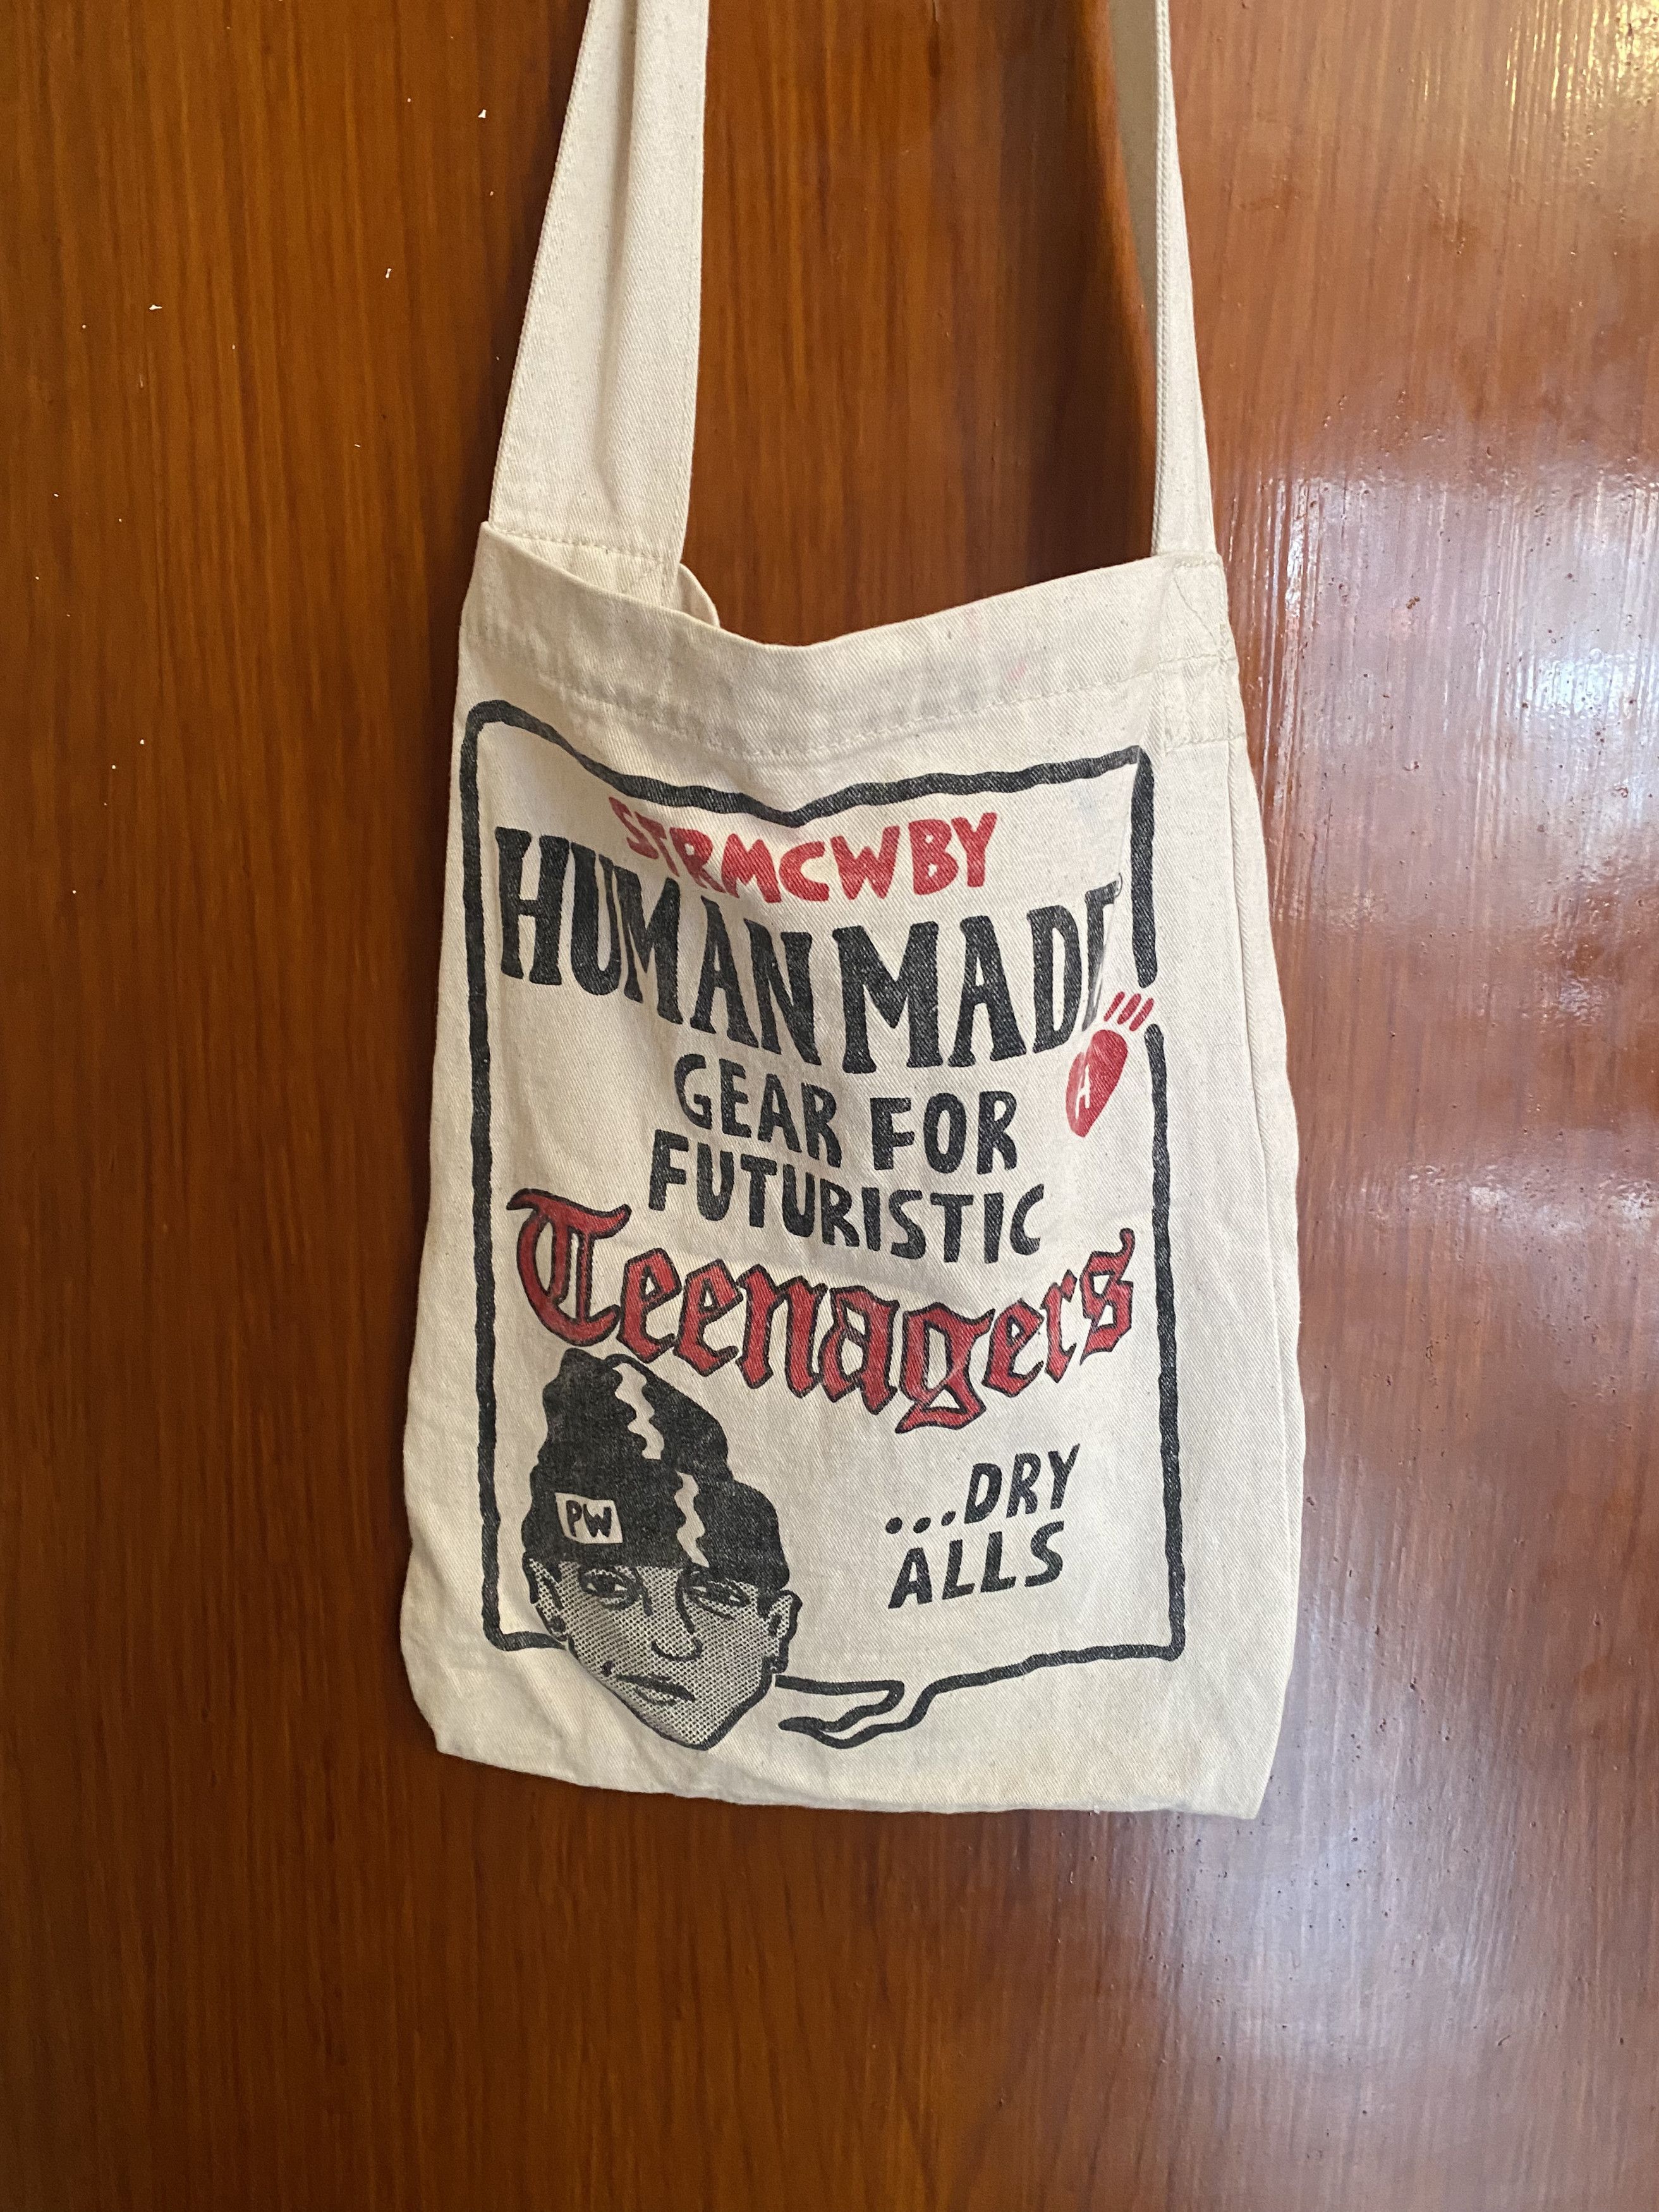 STRMCWBY
HUMAN MADE
A
GEAR FOR
FUTURISTIC
Teenagers
...DRY
ALLS
PW